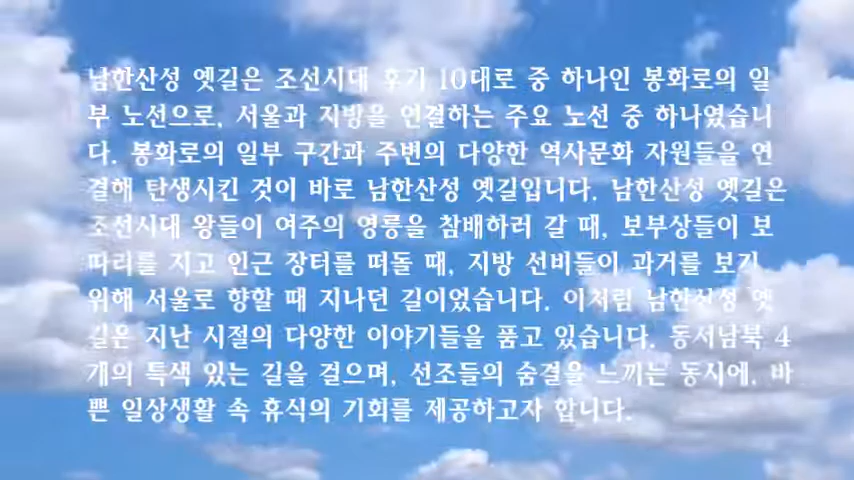 남한산성 옛길은 조선시대 후기 10대로 중 하나인 봉화로의 일
부 노선으로, 서울과 지방을 연결하는 주요 노선 중 하나였습니
다. 봉화로의 일부 구간과 주변의 다양한 역사문화 자원들을 연
결해 탄생시킨 것이 바로 남한산성 옛길입니다. 남한산성 옛길은
조선시대 왕들이 여주의 영릉을 참배하러 갈 때, 보부상들이 보
따리를 지고 인근 장터를 떠돌 때, 지방 선비들이 과거를 보기
위해 서울로 향할 때 지나던 길이었습니다. 이처럼 남한산성 옛
길은 지난 시절의 다양한 이야기들을 품고 있습니다. 동서남북 4
개의 특색 있는 길을 걸으며, 선조들의 숨결을 느끼는 동시에, 바
쁜 일상생활 속 휴식의 기회를 제공하고자 합니다.